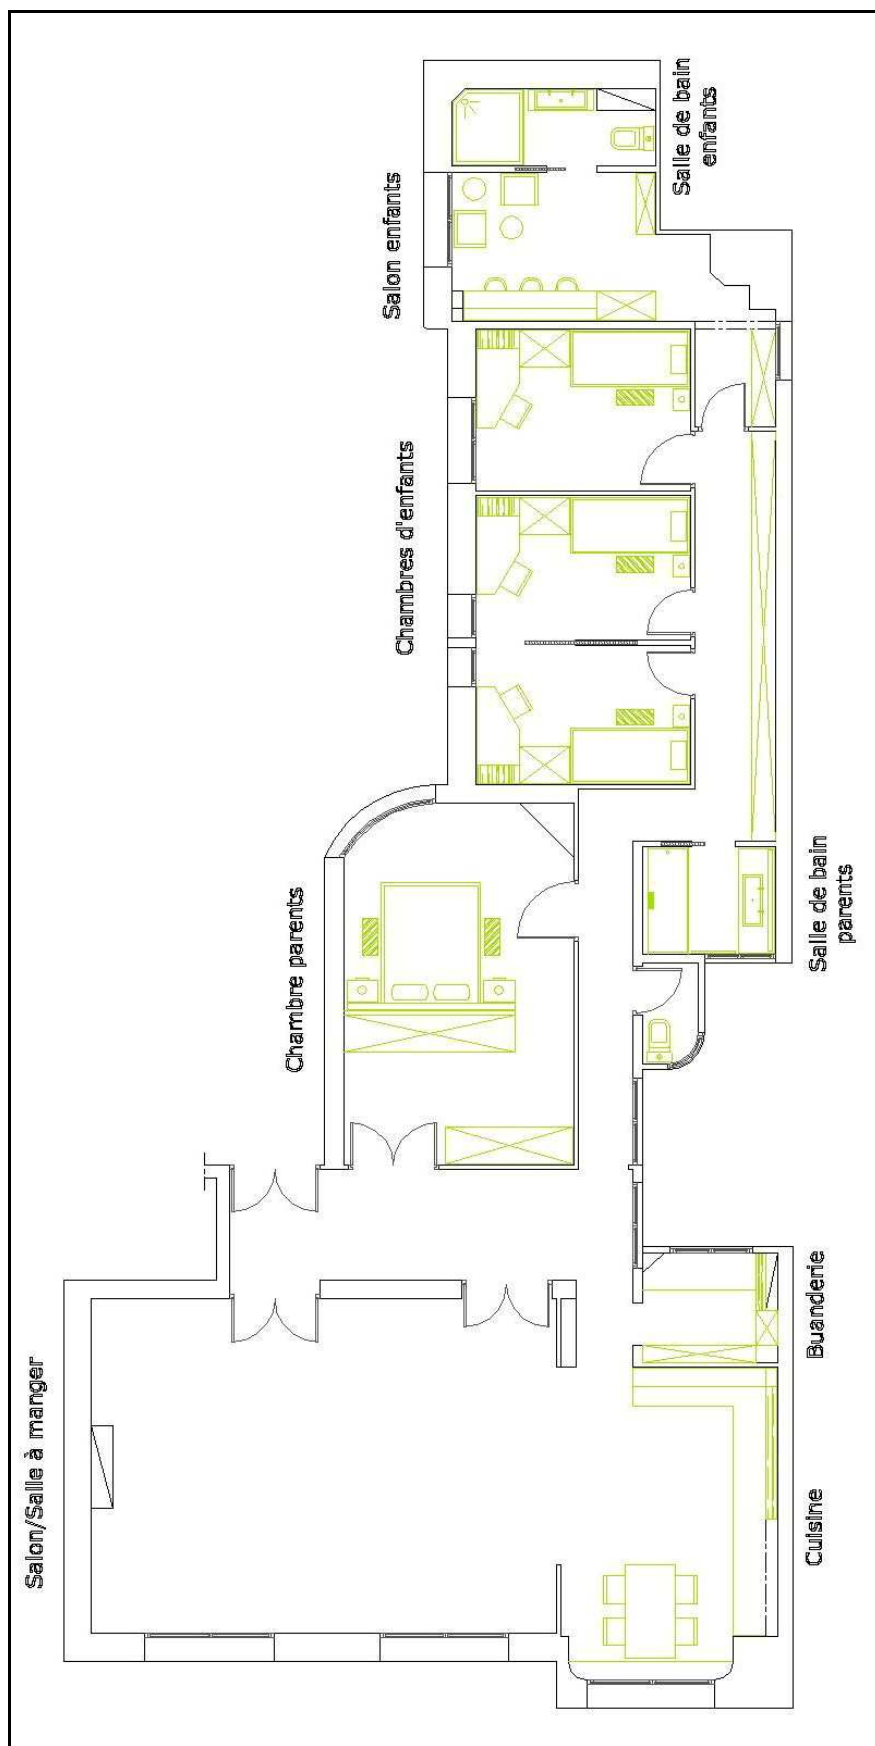 Salle de bain
enfants
Salon enfants
Chambres d'enfants
Chambre parents
Salle de bain
parents
Buanderie
Salon/Salle à manger
Cuisine